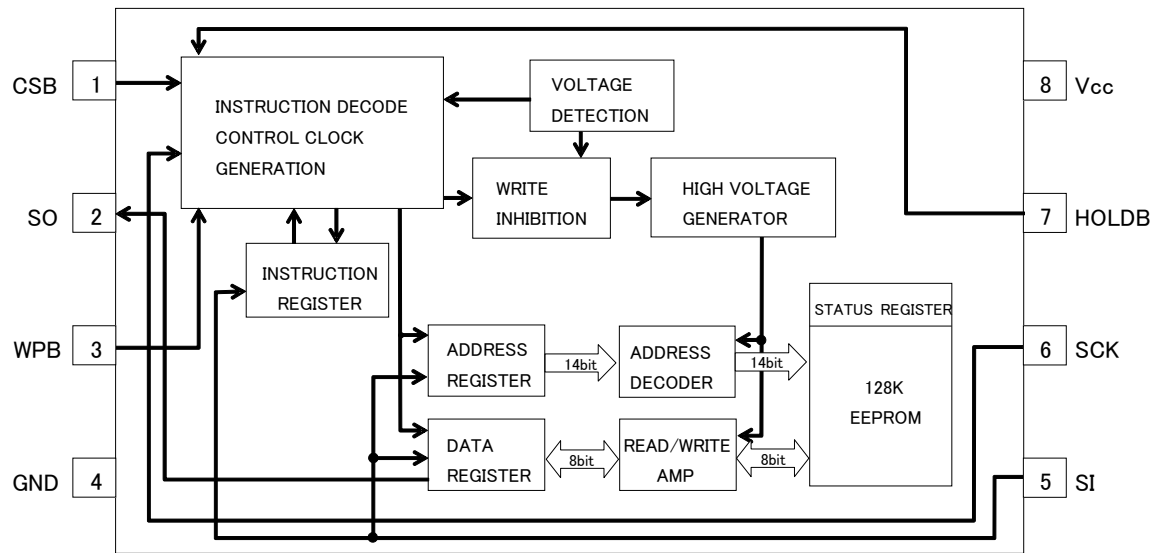 CSB
1
INSTRUCTION DECODE
CONTROL CLOCK
GENERATION
VOLTAGE
DETECTION
8
Vcc
WRITE
INHIBITION
HIGH VOLTAGE
GENERATOR
SO
2
7
HOLDB
INSTRUCTION
REGISTER
STATUS REGISTER
WPB
3
ADDRESS
REGISTER
14bit
ADDRESS
DECODER
14bit
6
SCK
128K
EEPROM
GND
4
DATA
REGISTER
8bit
READ/WRITE
AMP
8bit
5
SI